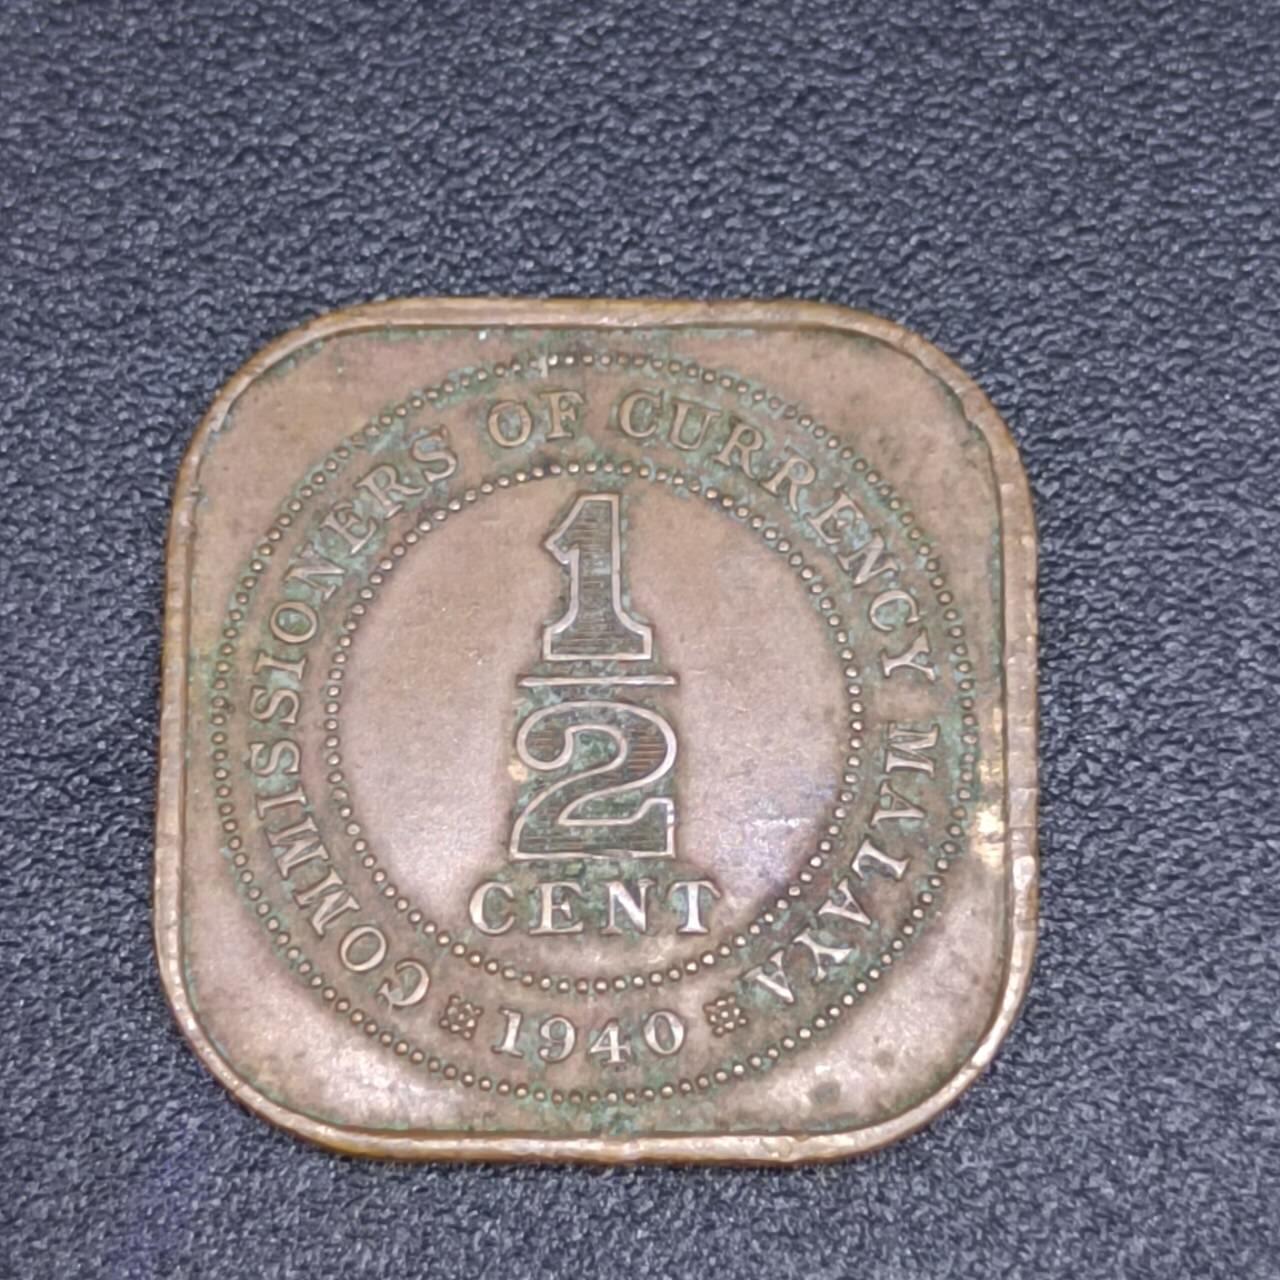 COMMISSIONERS OF CURRENCY MALAYA
1
2
CENT
1940